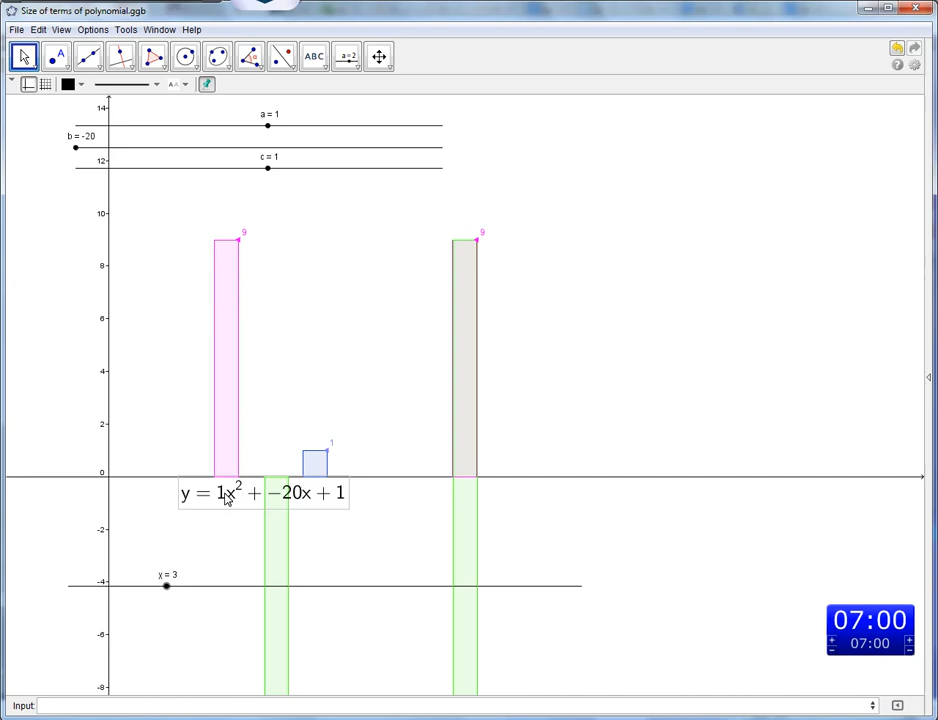 Size of terms of polynomial.ggb
File Edit View Options Tools Window Help
A ABC a=2
14
a = 1
b = -20
12
c = 1
10
9 9
8
6
4
2
1
0
y = 1x² + −20x + 1
-2
x = 3
-4
07:00
-6
07:00
-8
Input: